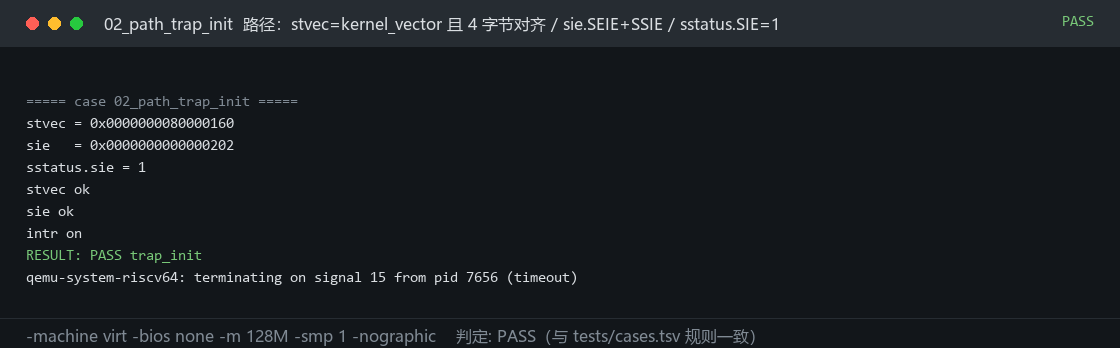 02_path_trap_init 路径：stvec=kernel_vector 且 4 字节对齐 / sie.SEIE+SSIE / sstatus.SIE=1
PASS
===== case 02_path_trap_init =====
stvec = 0x0000000080000160
sie   = 0x0000000000000202
sstatus.sie = 1
stvec ok
sie ok
intr on
RESULT: PASS trap_init
qemu-system-riscv64: terminating on signal 15 from pid 7656 (timeout)
-machine virt -bios none -m 128M -smp 1 -nographic 判定: PASS（与 tests/cases.tsv 规则一致）